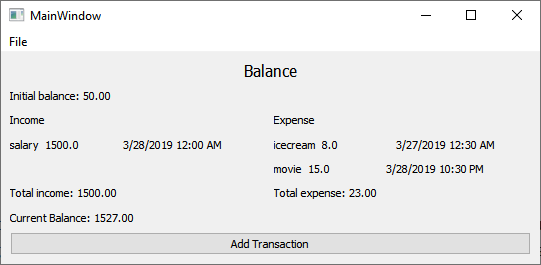 MainWindow
File
Balance
Initial balance: 50.00
Income Expense
salary 1500.0 3/28/2019 12:00 AM icecream 8.0 3/27/2019 12:30 AM
movie 15.0 3/28/2019 10:30 PM
Total income: 1500.00 Total expense: 23.00
Current Balance: 1527.00
Add Transaction